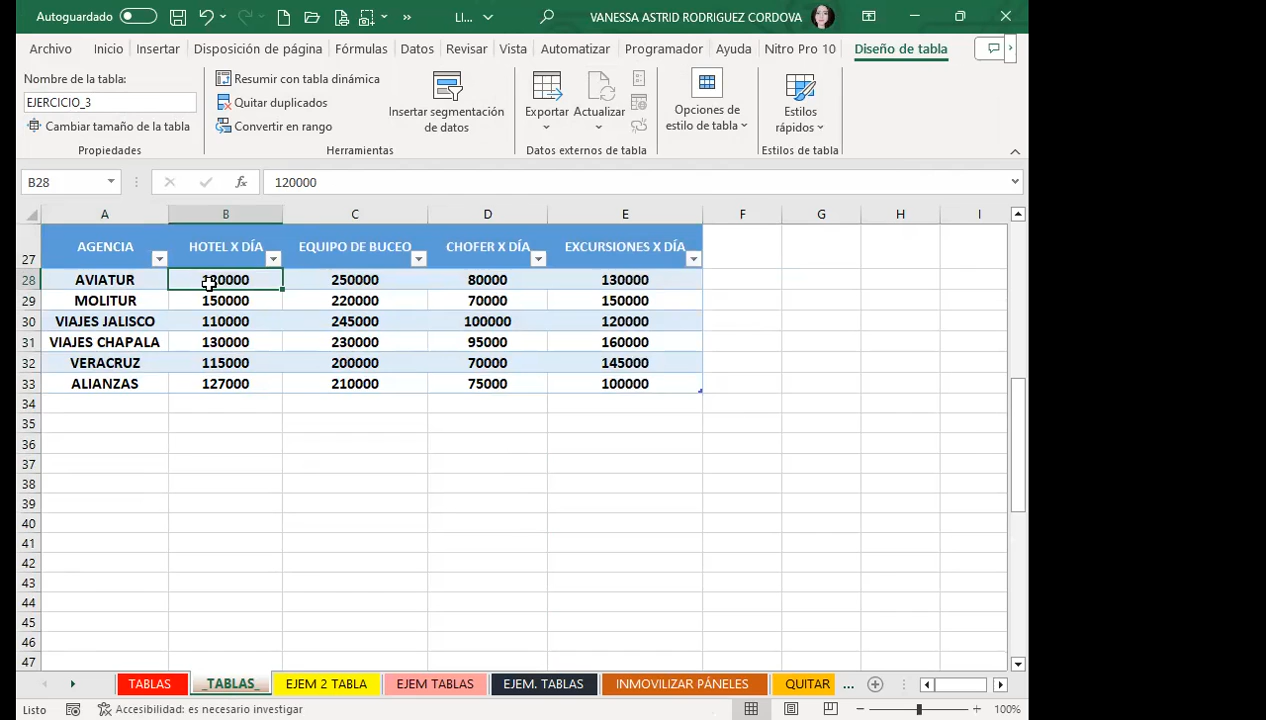 Autoguardado LI... VANESSA ASTRID RODRIGUEZ CORDOVA
Archivo Inicio Insertar Disposición de página Fórmulas Datos Revisar Vista Automatizar Programador Ayuda Nitro Pro 10 Diseño de tabla
Nombre de la tabla:
EJERCICIO_3
Cambiar tamaño de la tabla
Propiedades
Resumir con tabla dinámica
Quitar duplicados
Convertir en rango
Insertar segmentación
de datos
Herramientas
Exportar Actualizar
Datos externos de tabla
Opciones de
estilo de tabla
Estilos
rápidos
Estilos de tabla
B28 fx 120000
A B C D E F G H I
27 AGENCIA HOTEL X DÍA EQUIPO DE BUCEO CHOFER X DÍA EXCURSIONES X DÍA
28 AVIATUR 120000 250000 80000 130000
29 MOLITUR 150000 220000 70000 150000
30 VIAJES JALISCO 110000 245000 100000 120000
31 VIAJES CHAPALA 130000 230000 95000 160000
32 VERACRUZ 115000 200000 70000 145000
33 ALIANZAS 127000 210000 75000 100000
34
35
36
37
38
39
40
41
42
43
44
45
46
47
TABLAS _TABLAS_ EJEM 2 TABLA EJEM TABLAS EJEM. TABLAS INMOVILIZAR PÁNELES QUITAR ...
Listo Accesibilidad: es necesario investigar 100%